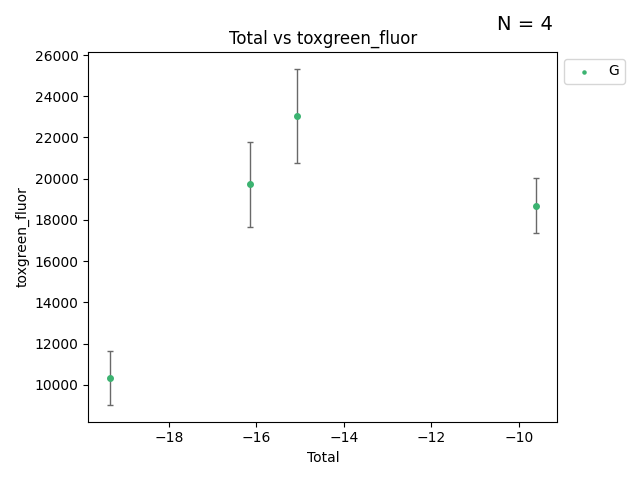 N = 4
Total vs toxgreen_fluor
G
26000
24000
22000
20000
18000
16000
14000
12000
10000
toxgreen_fluor
−18 −16 −14 −12 −10
Total